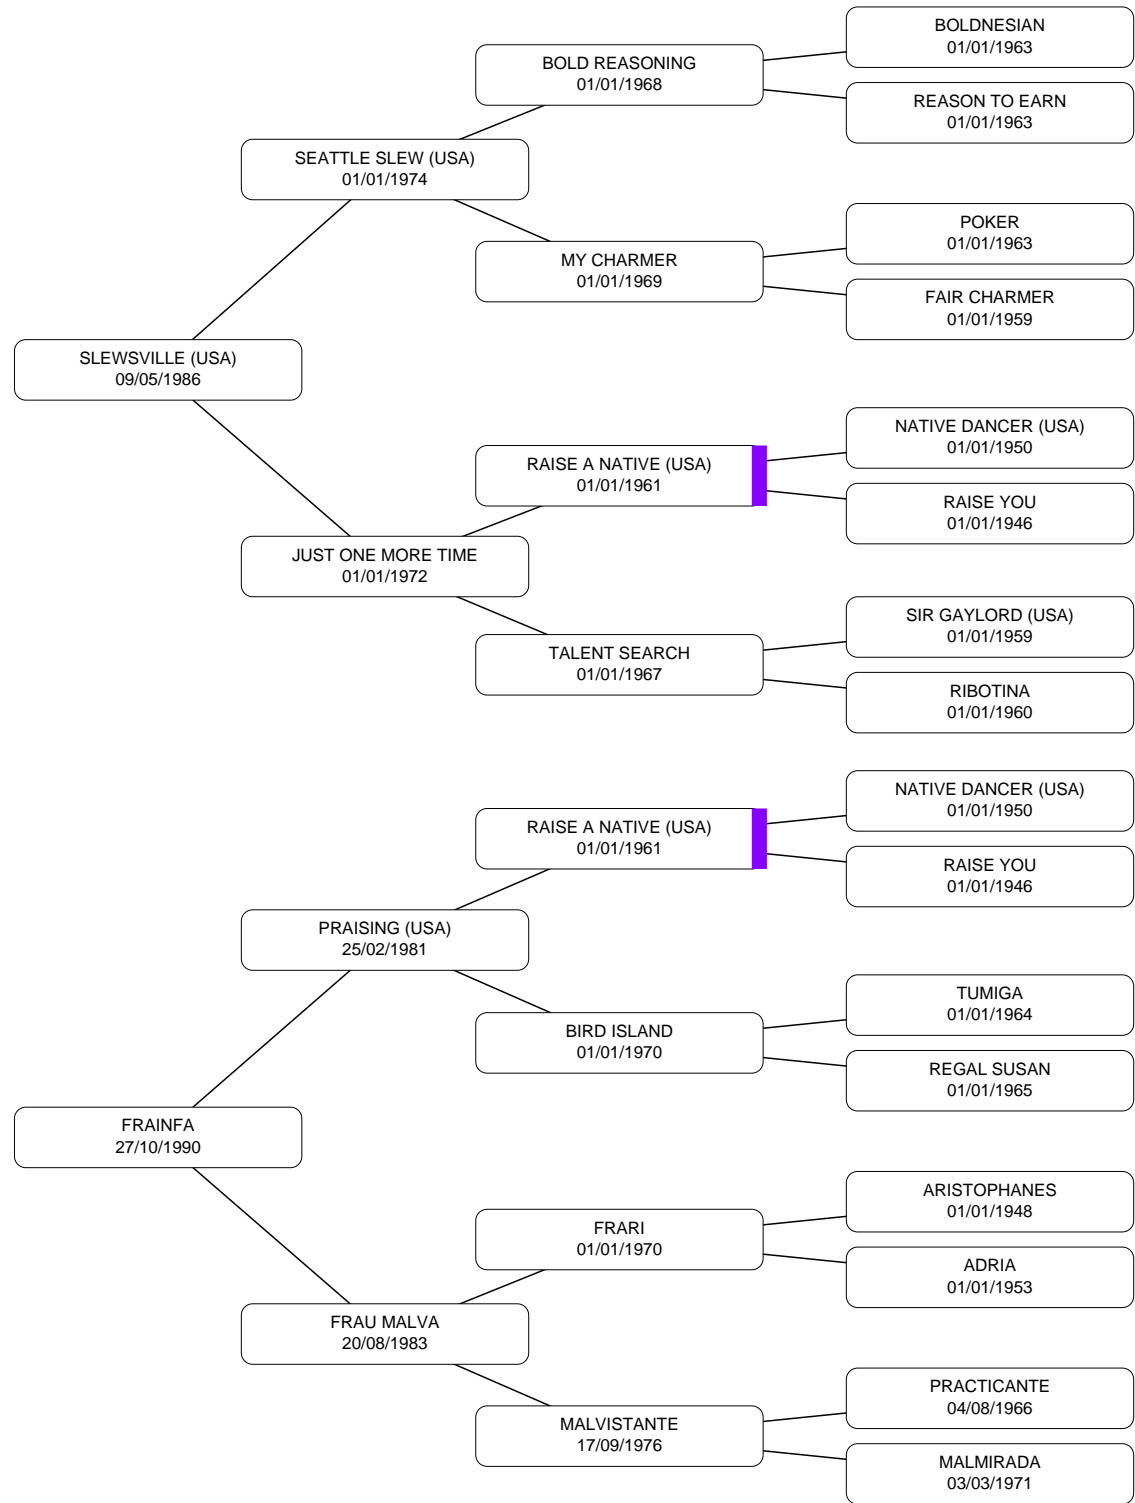 BOLDNESIAN
01/01/1963
BOLD REASONING
01/01/1968
REASON TO EARN
01/01/1963
SEATTLE SLEW (USA)
01/01/1974
POKER
01/01/1963
MY CHARMER
01/01/1969
FAIR CHARMER
01/01/1959
SLEWSVILLE (USA)
09/05/1986
NATIVE DANCER (USA)
01/01/1950
RAISE A NATIVE (USA)
01/01/1961
RAISE YOU
01/01/1946
JUST ONE MORE TIME
01/01/1972
SIR GAYLORD (USA)
01/01/1959
TALENT SEARCH
01/01/1967
RIBOTINA
01/01/1960
NATIVE DANCER (USA)
01/01/1950
RAISE A NATIVE (USA)
01/01/1961
RAISE YOU
01/01/1946
PRAISING (USA)
25/02/1981
TUMIGA
01/01/1964
BIRD ISLAND
01/01/1970
REGAL SUSAN
01/01/1965
FRAINFA
27/10/1990
ARISTOPHANES
01/01/1948
FRARI
01/01/1970
ADRIA
01/01/1953
FRAU MALVA
20/08/1983
PRACTICANTE
04/08/1966
MALVISTANTE
17/09/1976
MALMIRADA
03/03/1971